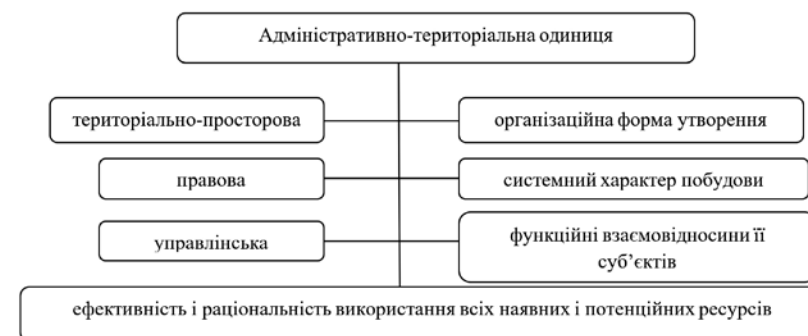 Адміністративно-територіальна одиниця
територіально-просторова
організаційна форма утворення
правова
системний характер побудови
управлінська
функційні взаємовідносини її
суб’єктів
ефективність і раціональність використання всіх наявних і потенційних ресурсів